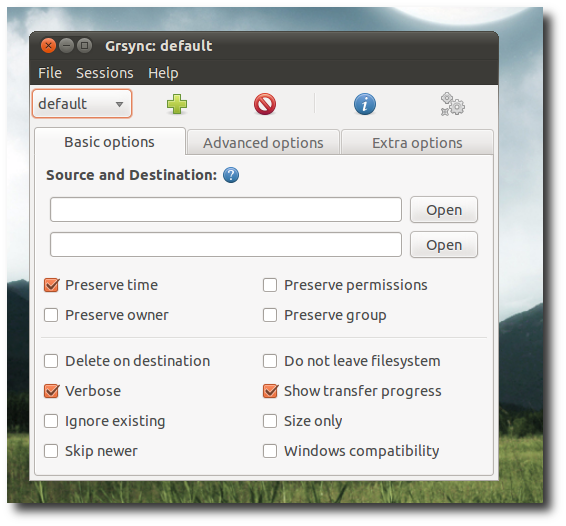 Grsync: default
File Sessions Help
default
Basic options Advanced options Extra options
Source and Destination:
Open
Open
Preserve time Preserve permissions
Preserve owner Preserve group
Delete on destination Do not leave filesystem
Verbose Show transfer progress
Ignore existing Size only
Skip newer Windows compatibility